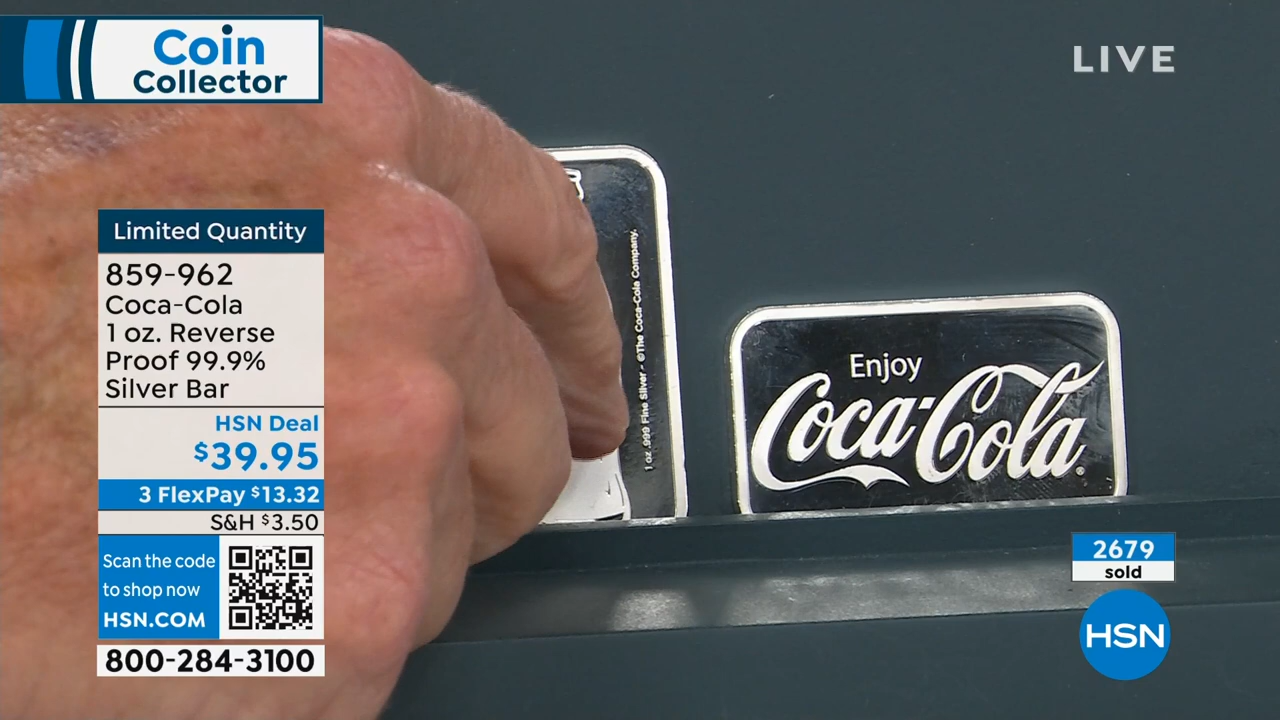 Coin
Collector
LIVE
Limited Quantity
859-962
Coca-Cola
1 oz. Reverse
Proof 99.9%
Silver Bar
HSN Deal
$39.95
3 FlexPay $13.32
S&H $3.50
Scan the code
to shop now
HSN.COM
800-284-3100
1 oz .999 Fine Silver - ©The Coca-Cola Company.
Enjoy
Coca-Cola®
2679
sold
HSN